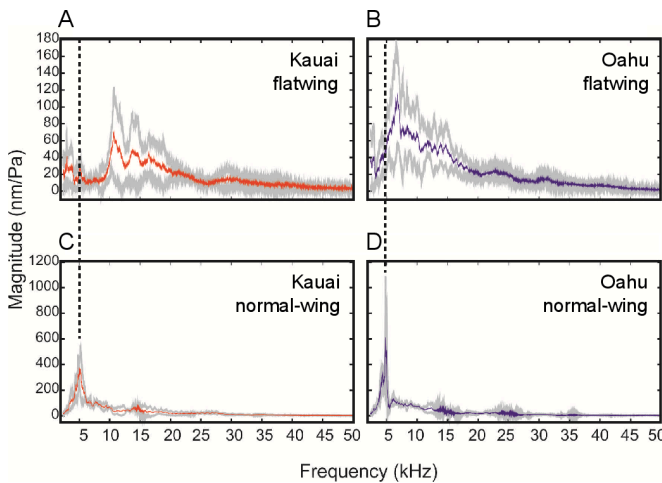 A
B
Kauai
flatwing
Oahu
flatwing
180
160
140
120
100
80
60
40
20
0
Magnitude (nm/Pa)
C
D
Kauai
normal-wing
Oahu
normal-wing
1200
1000
800
600
400
200
0
5 10 15 20 25 30 35 40 45 50
5 10 15 20 25 30 35 40 45 50
Frequency (kHz)